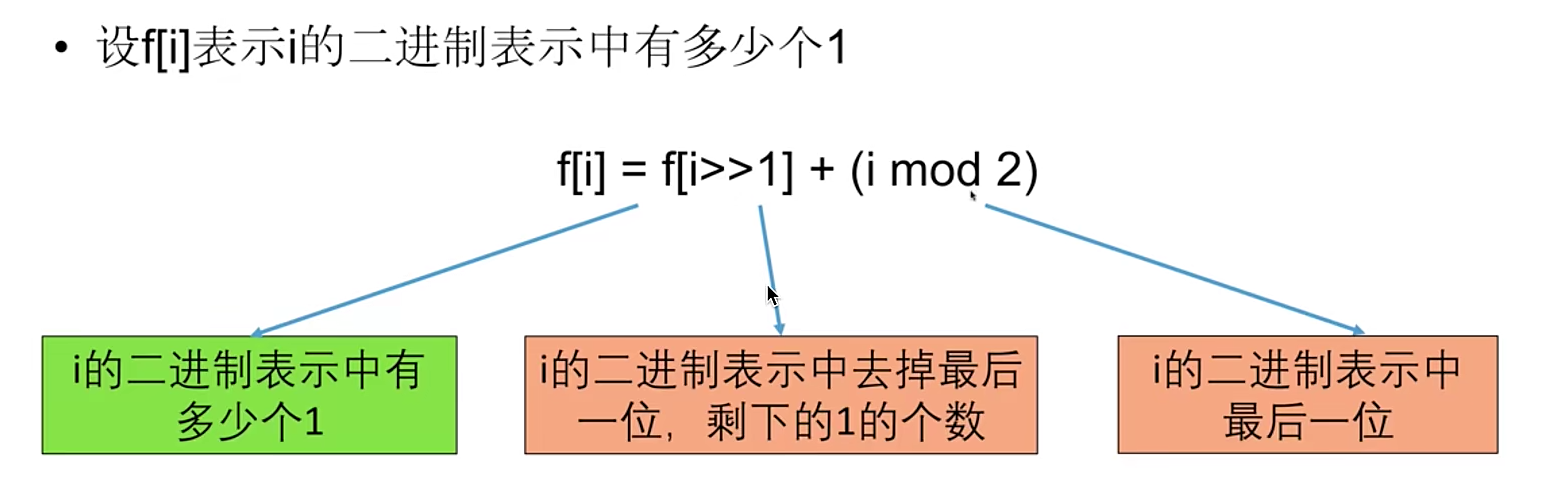 • 设f[i]表示i的二进制表示中有多少个1
f[i] = f[i>>1] + (i mod 2)
i的二进制表示中有
多少个1
i的二进制表示中去掉最后
一位，剩下的1的个数
i的二进制表示中
最后一位